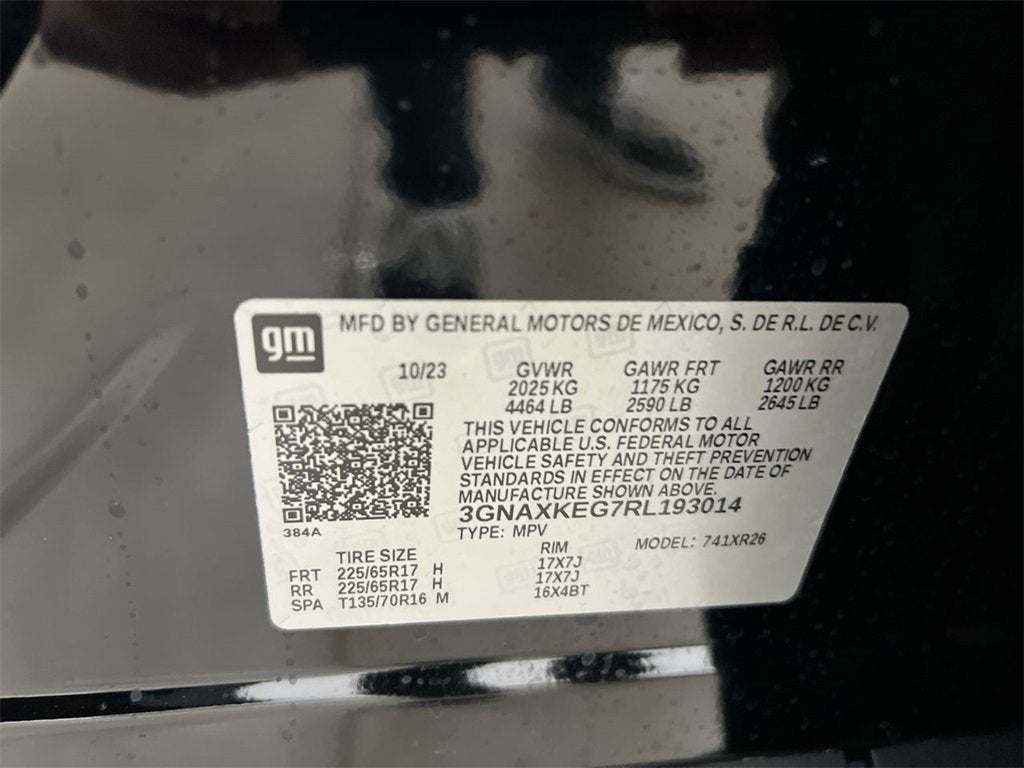 gm MFD BY GENERAL MOTORS DE MEXICO, S. DE R.L. DE C.V.
10/23 GVWR GAWR FRT GAWR RR
2025 KG 1175 KG 1200 KG
4464 LB 2590 LB 2645 LB
THIS VEHICLE CONFORMS TO ALL
APPLICABLE U.S. FEDERAL MOTOR
VEHICLE SAFETY AND THEFT PREVENTION
STANDARDS IN EFFECT ON THE DATE OF
MANUFACTURE SHOWN ABOVE.
3GNAXKEG7RL193014
384A TYPE: MPV MODEL: 741XR26
TIRE SIZE RIM
FRT 225/65R17 H 17X7J
RR 225/65R17 H 17X7J
SPA T135/70R16 M 16X4BT